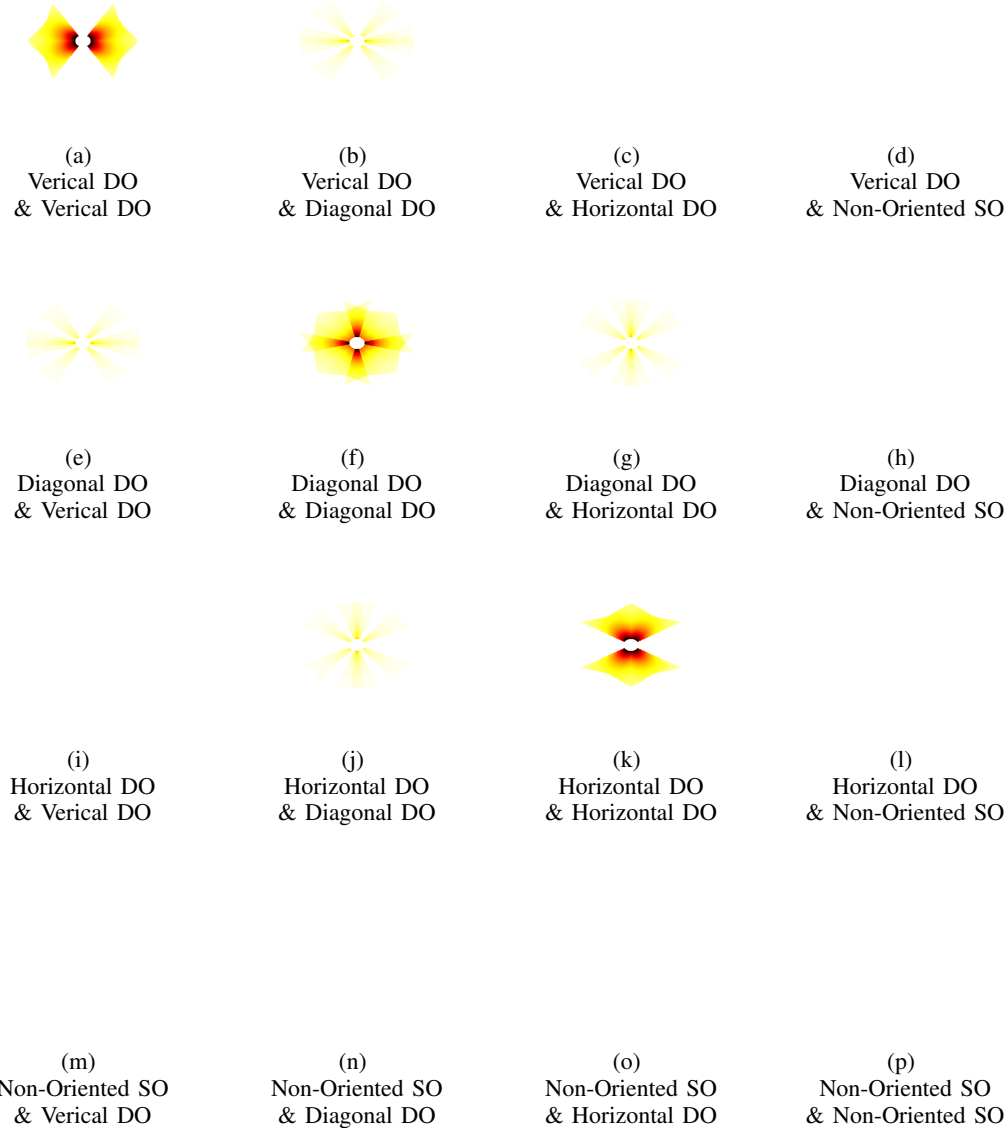 (a) (b) (c) (d)
Verical DO Verical DO Verical DO Verical DO
& Verical DO & Diagonal DO & Horizontal DO & Non-Oriented SO
(e) (f) (g) (h)
Diagonal DO Diagonal DO Diagonal DO Diagonal DO
& Verical DO & Diagonal DO & Horizontal DO & Non-Oriented SO
(i) (j) (k) (l)
Horizontal DO Horizontal DO Horizontal DO Horizontal DO
& Verical DO & Diagonal DO & Horizontal DO & Non-Oriented SO
(m) (n) (o) (p)
Non-Oriented SO Non-Oriented SO Non-Oriented SO Non-Oriented SO
& Verical DO & Diagonal DO & Horizontal DO & Non-Oriented SO